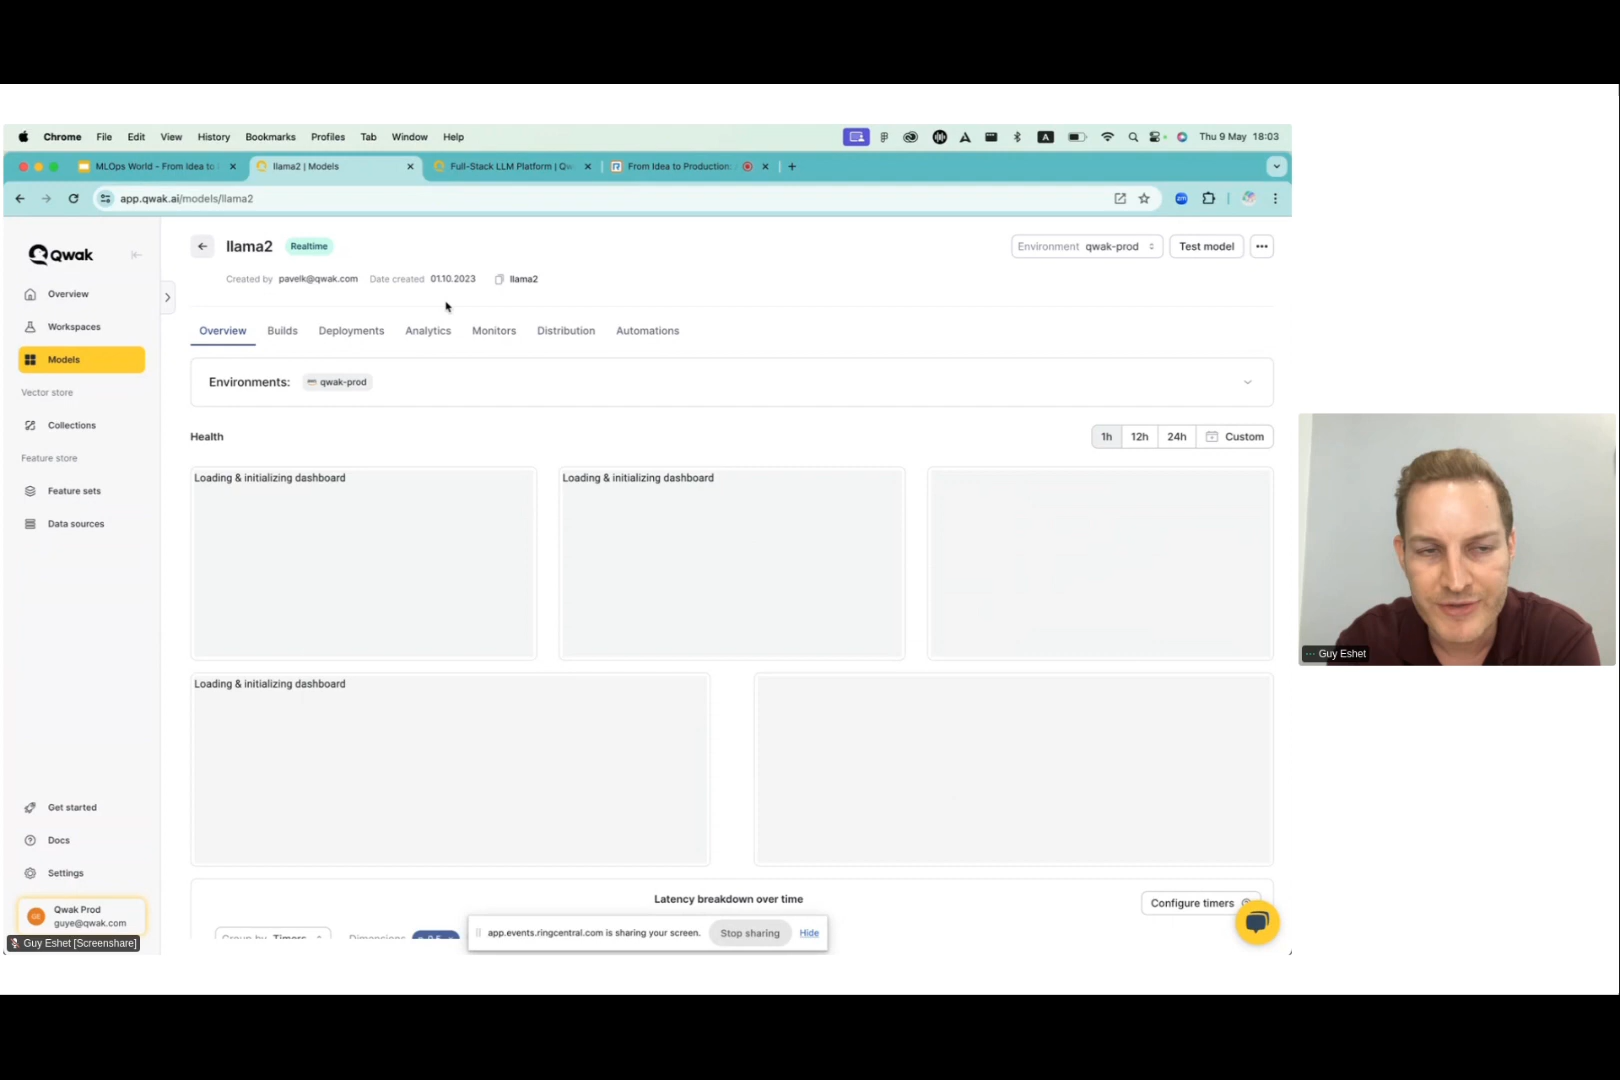 Chrome File Edit View History Bookmarks Profiles Tab Window Help A Thu 9 May 18:03
MLOps World - From Idea to llama2 | Models Full-Stack LLM Platform | Qw From Idea to Production:
app.qwak.ai/models/llama2
Qwak
Overview
Workspaces
Models
Vector store
Collections
Feature store
Feature sets
Data sources
Get started
Docs
Settings
GE
Qwak Prod
guye@qwak.com
Guy Eshet [Screenshare]
llama2 Realtime
Environment qwak-prod Test model
Created by pavelk@qwak.com Date created 01.10.2023 llama2
Overview Builds Deployments Analytics Monitors Distribution Automations
Environments: qwak-prod
Health
1h 12h 24h Custom
Loading & initializing dashboard
Loading & initializing dashboard
Loading & initializing dashboard
Latency breakdown over time
Configure timers
Group by Timers Dimensions
app.events.ringcentral.com is sharing your screen. Stop sharing Hide
Guy Eshet